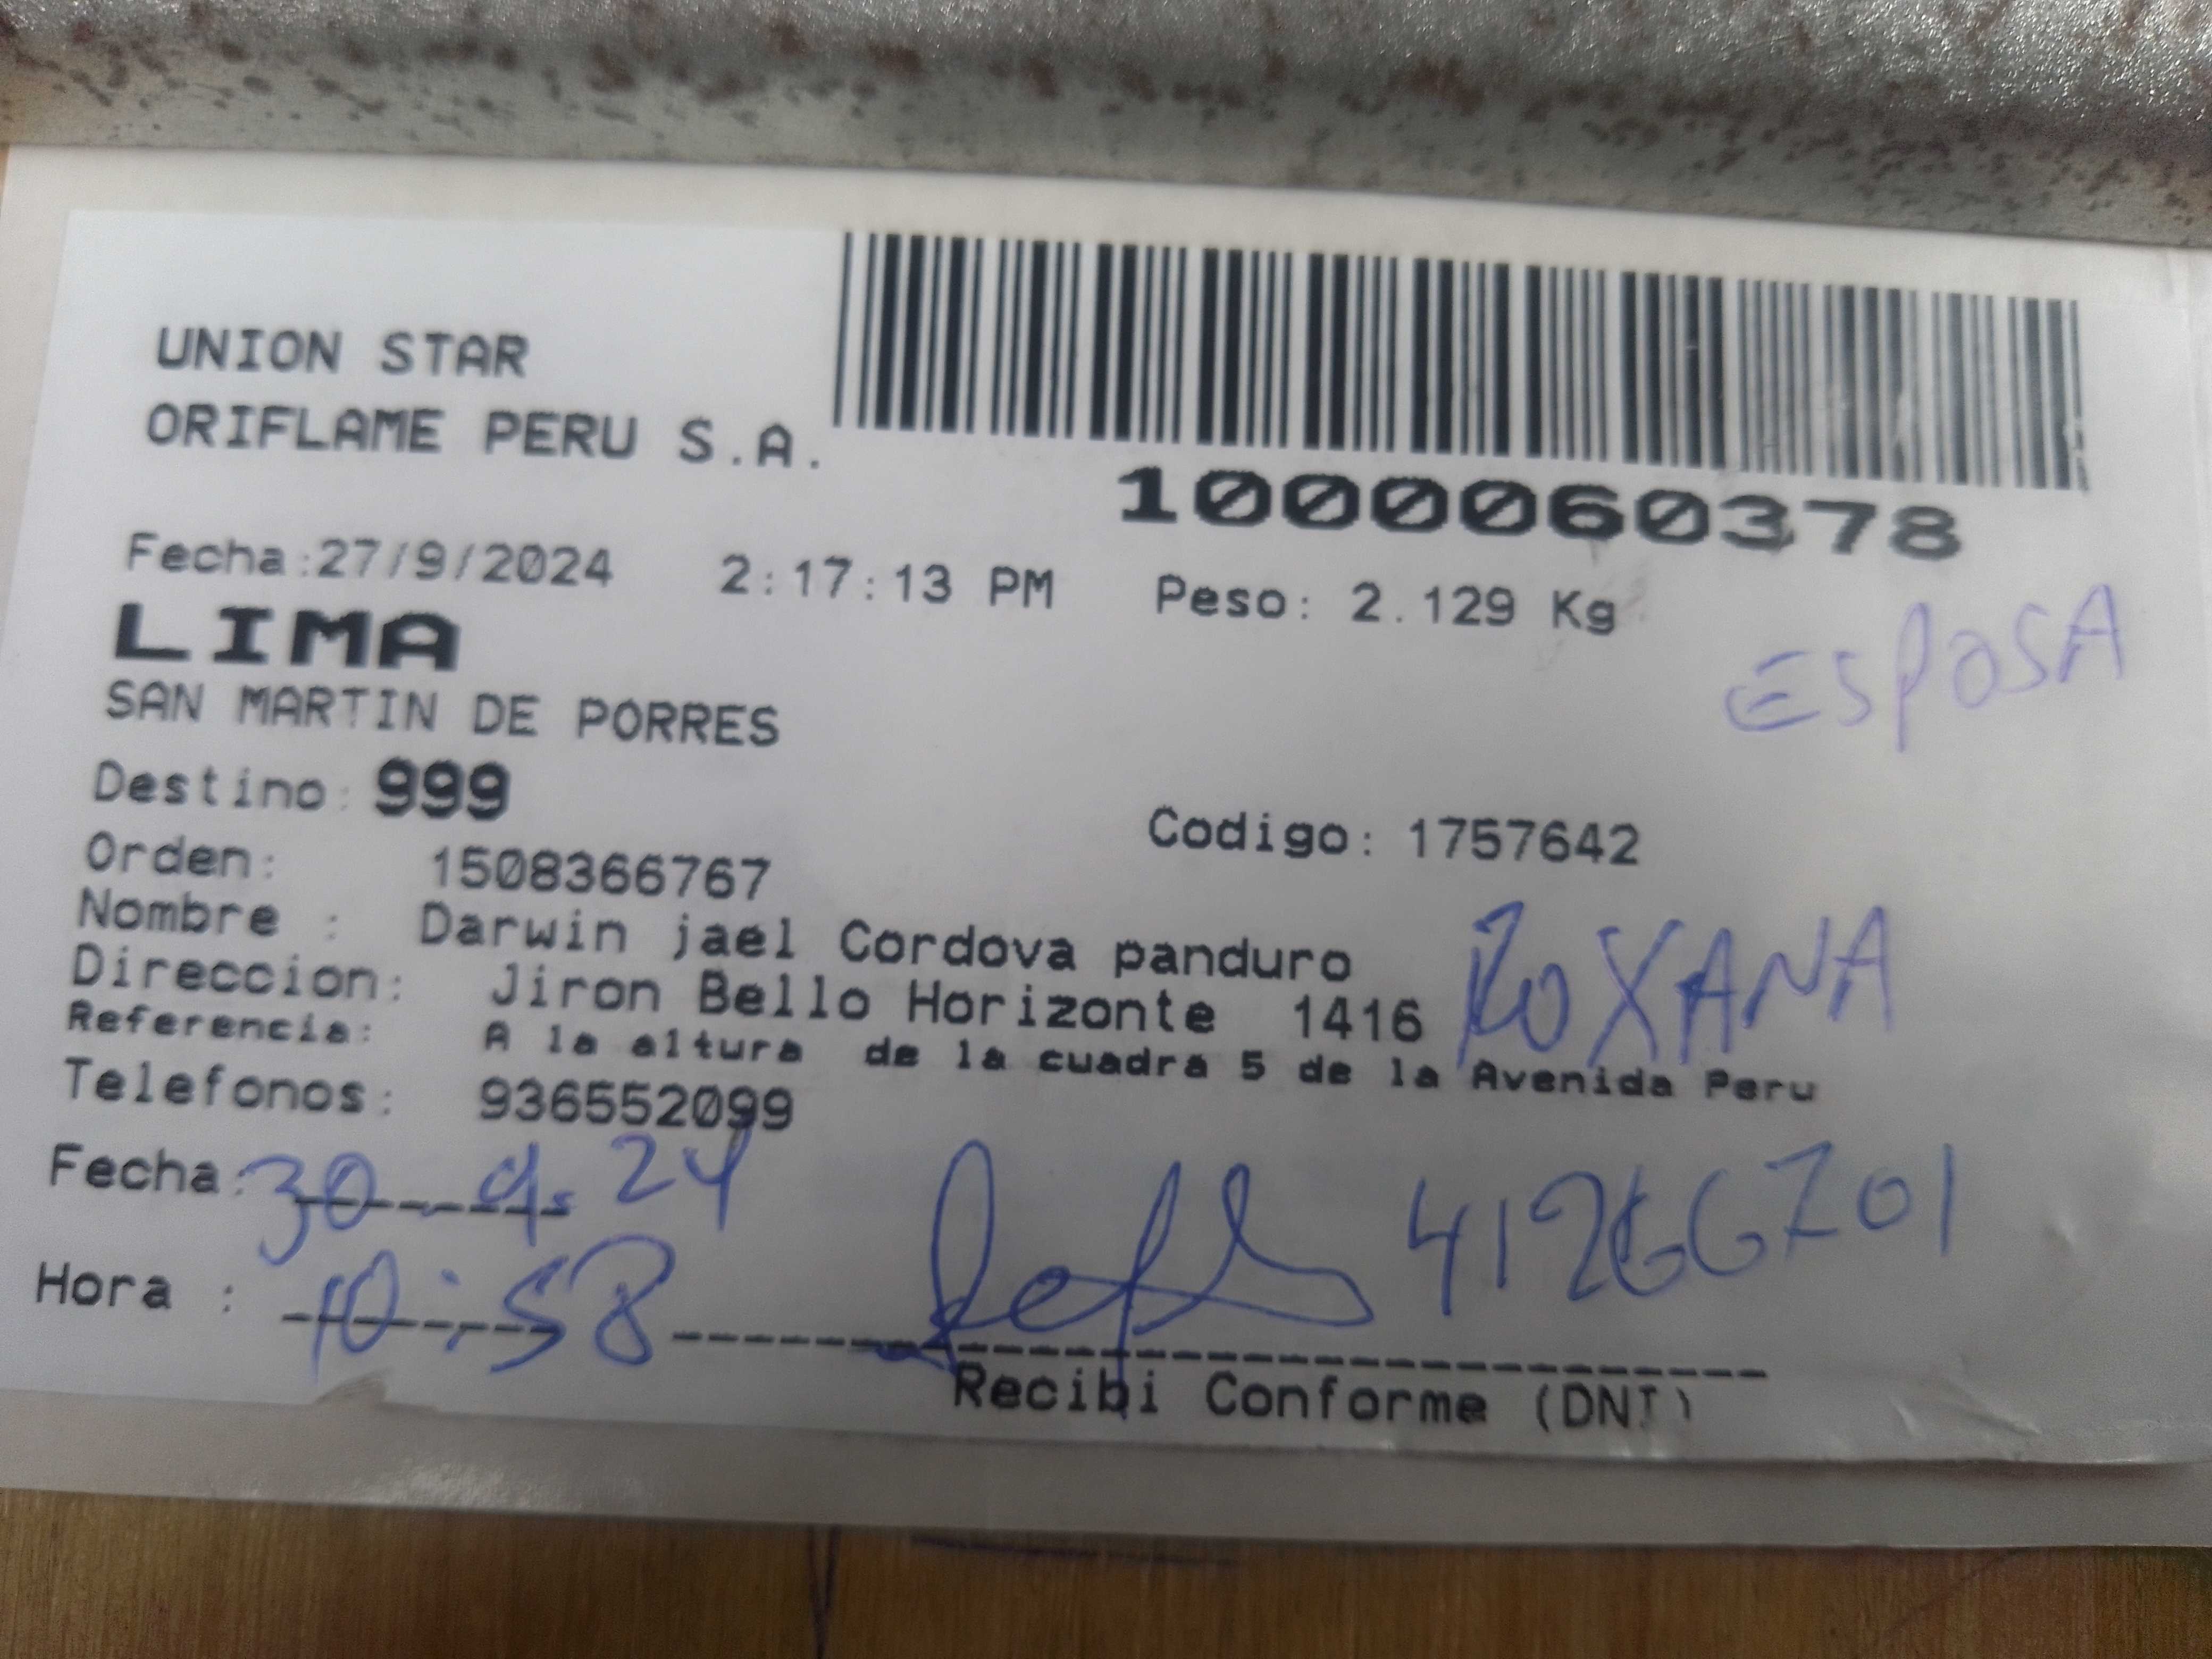 UNION STAR
ORIFLAME PERU S.A.
1000060378
Fecha:27/9/2024 2:17:13 PM Peso: 2.129 Kg
LIMA
ESPOSA
SAN MARTIN DE PORRES
Destino: 999
Codigo: 1757642
Orden: 1508366767
Nombre : Darwin jael Cordova panduro
ROXANA
Direccion: Jiron Bello Horizonte 1416
Referencia: A la altura de la cuadra 5 de la Avenida Peru
Telefonos: 936552099
Fecha: 30.9.24
41266701
Hora : 10:58
Recibi Conforme (DNI)